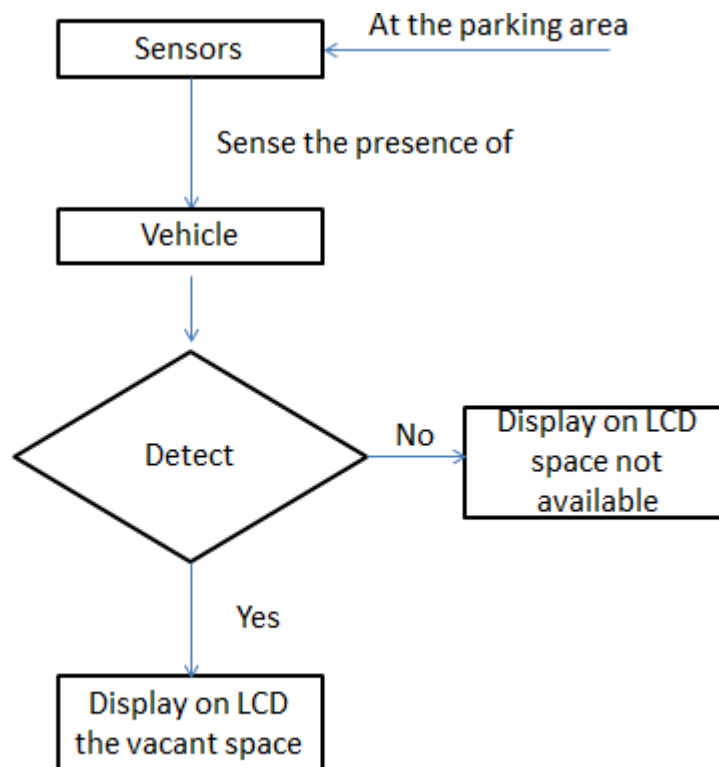 At the parking area
Sensors
Sense the presence of
Vehicle
Detect
No
Display on LCD
space not
available
Yes
Display on LCD
the vacant space